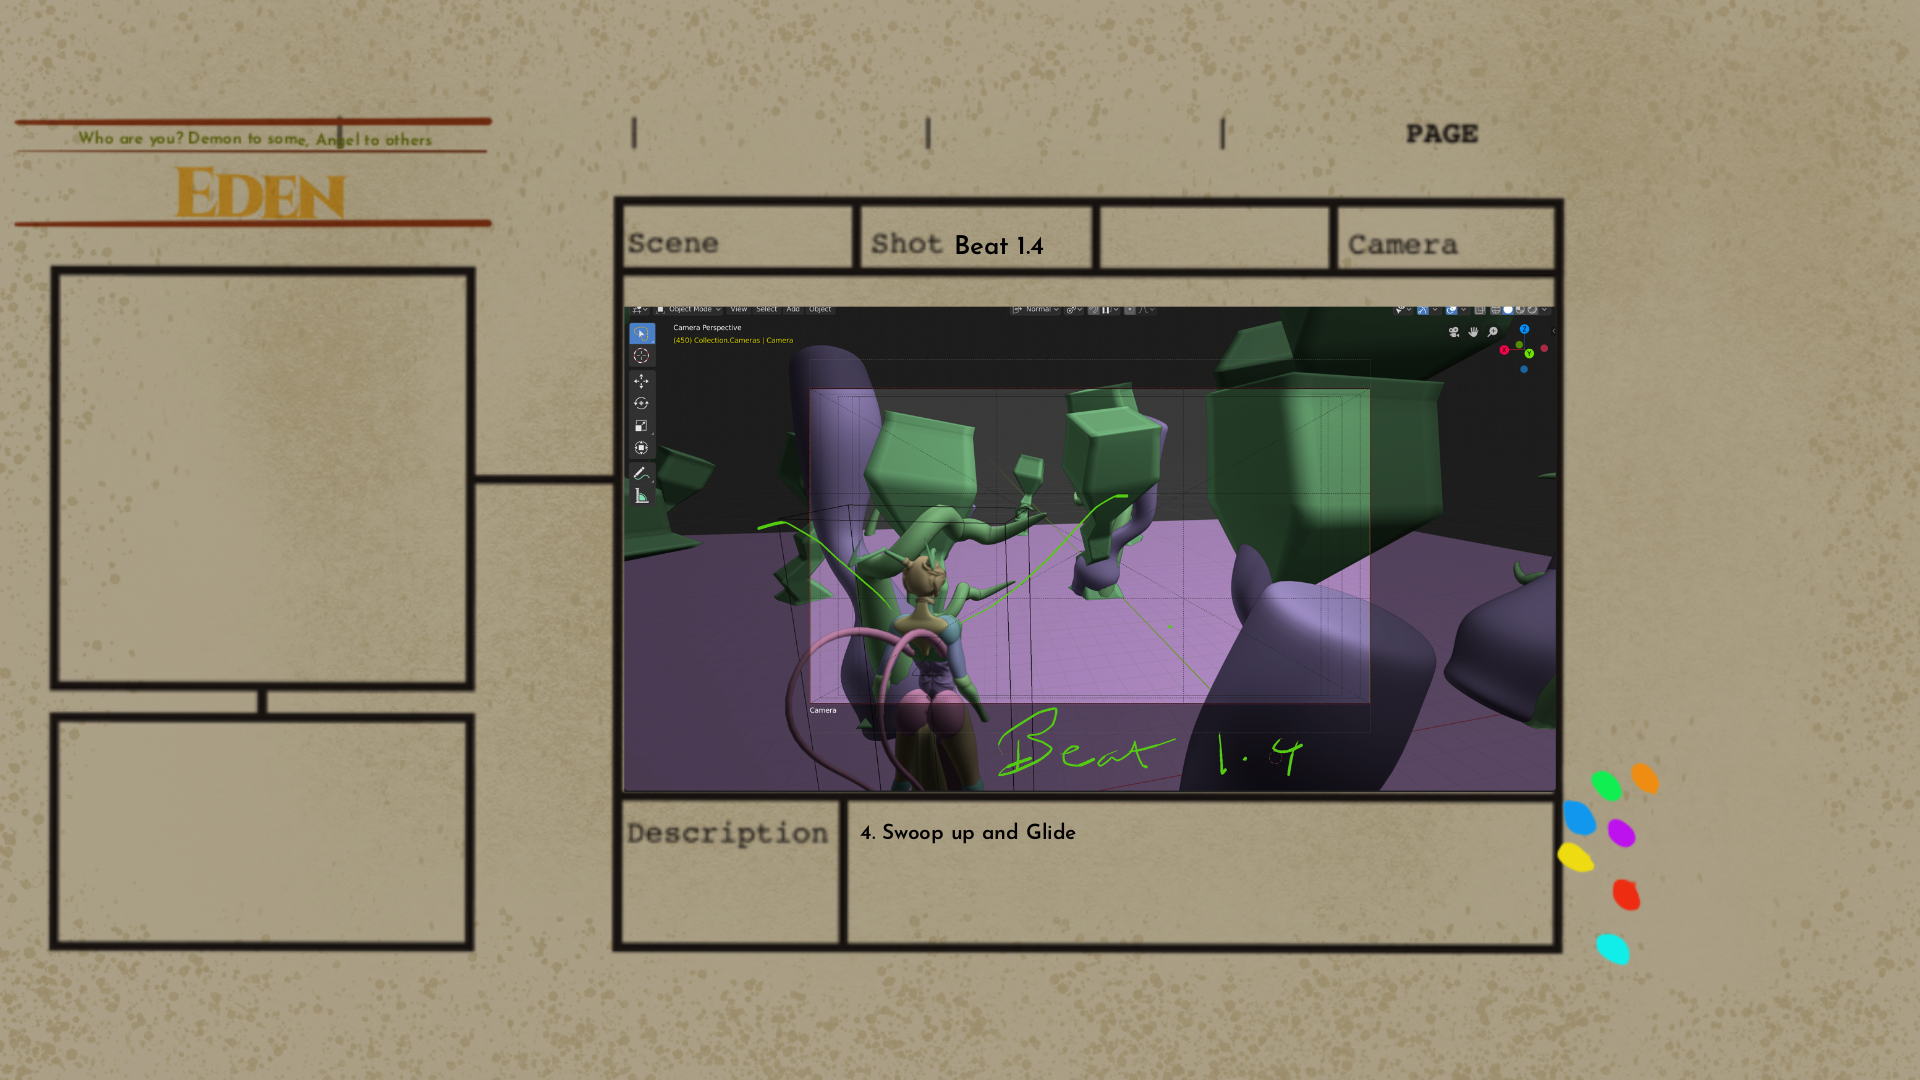 Who are you? Demon to some, Angel to others
EDEN
PAGE
Scene
Shot Beat 1.4
Camera
Object Mode View Select Add Object
Normal
Camera Perspective
(450) Collection.Cameras | Camera
Z
X
Y
Camera
Beat 1.4
Description
4. Swoop up and Glide